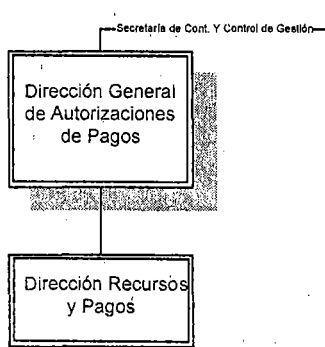 Secretaría de Cont. Y Control de Gestión
Dirección General
de Autorizaciones
de Pagos
Dirección Recursos
y Pagos